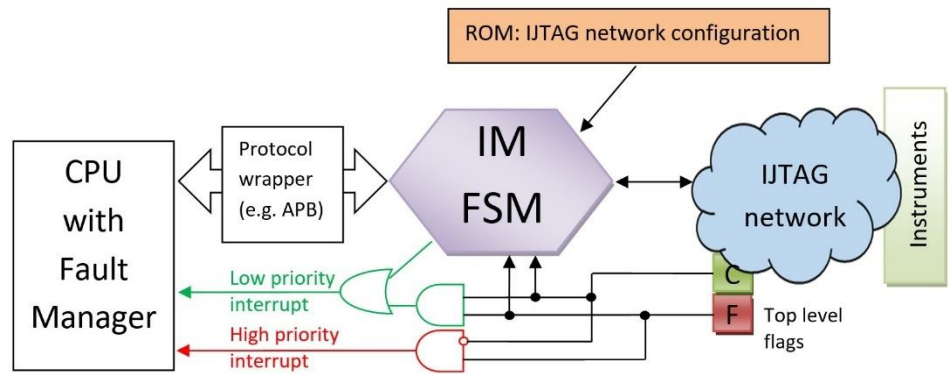 ROM: IJTAG network configuration
CPU
with
Fault
Manager
Protocol
wrapper
(e.g. APB)
IM
FSM
IJTAG
network
Instruments
Low priority
interrupt
High priority
interrupt
C
F
Top level
flags